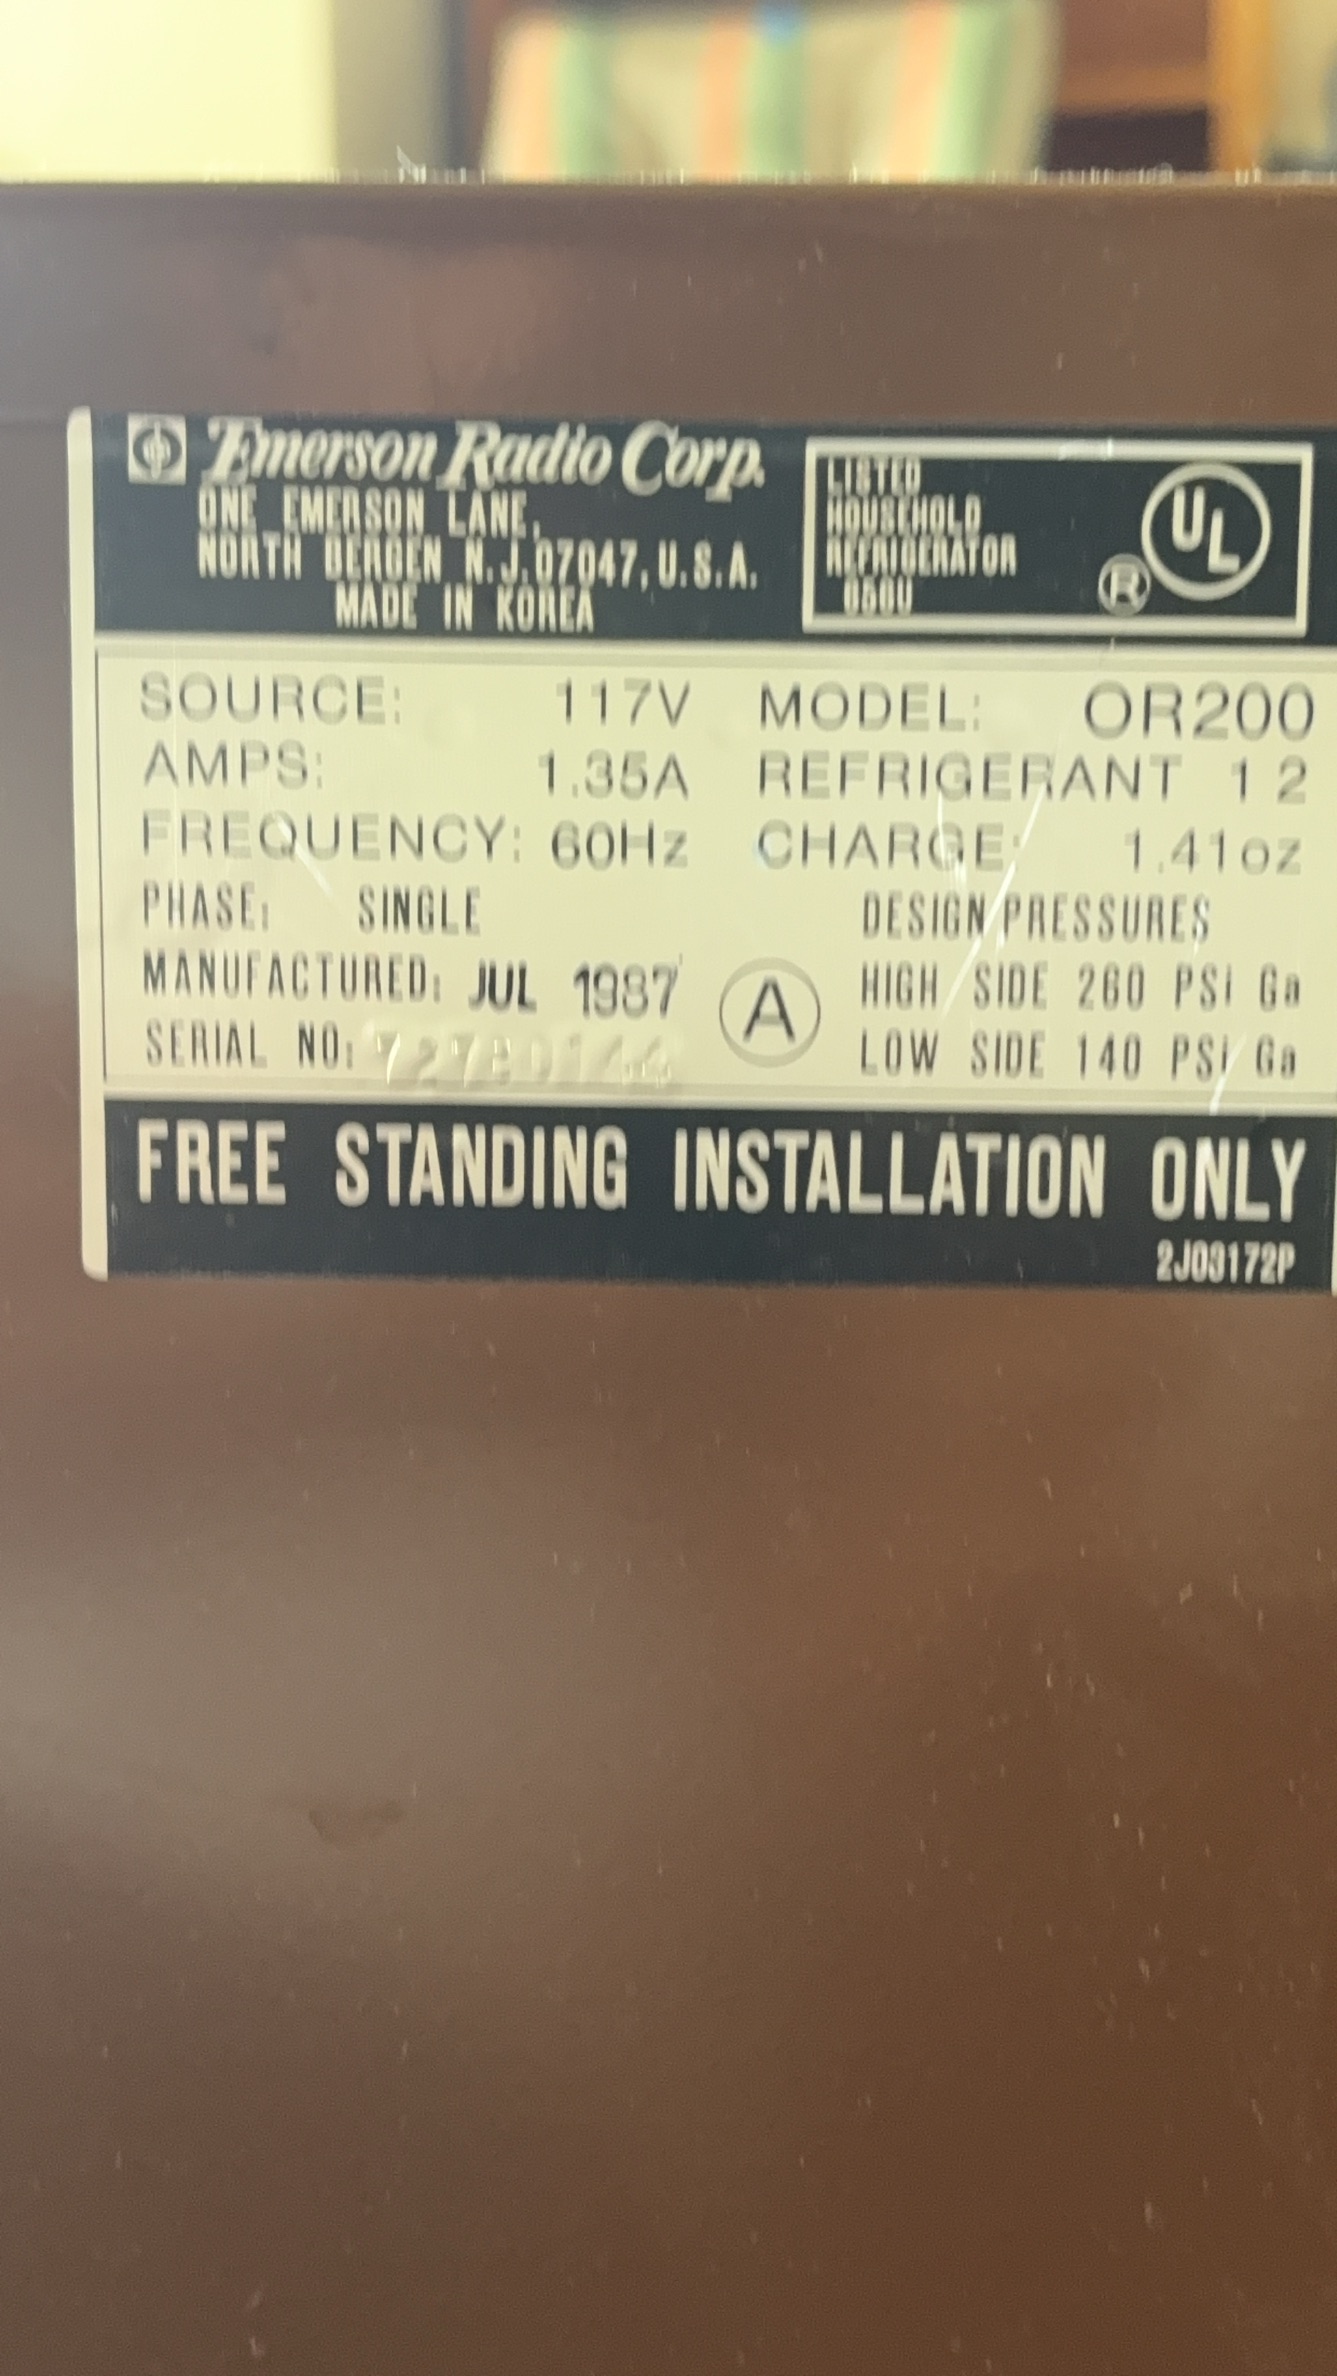 Emerson Radio Corp.
ONE EMERSON LANE,
NORTH BERGEN N.J.07047, U.S.A.
MADE IN KOREA
LISTED
HOUSEHOLD
REFRIGERATOR
UL
®
SOURCE: 117V
AMPS: 1.35A
FREQUENCY: 60Hz
PHASE: SINGLE
MANUFACTURED: JUL 1987
SERIAL NO:
A
MODEL: OR200
REFRIGERANT 12
CHARGE: 1.41oz
DESIGN PRESSURES
HIGH SIDE 260 PSi Ga
LOW SIDE 140 PSi Ga
FREE STANDING INSTALLATION ONLY
2J03172P